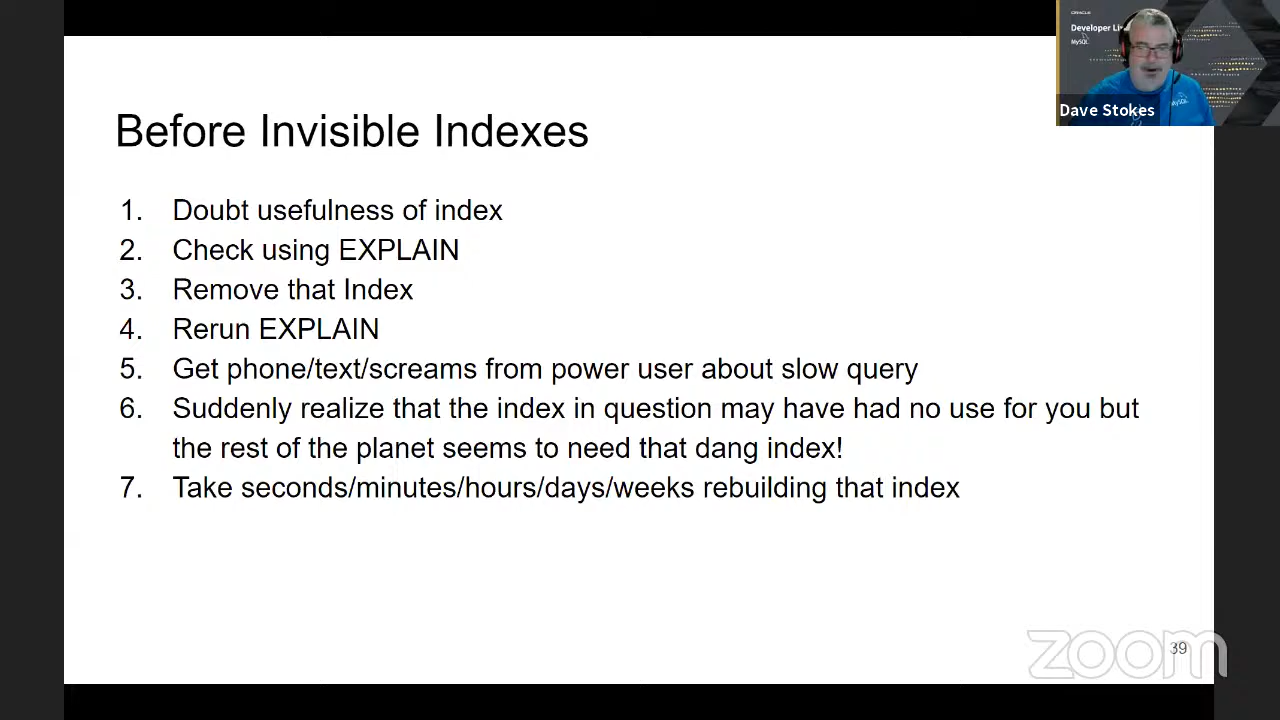 ORACLE
Developer Li
MySQL
MySQL
Dave Stokes
Before Invisible Indexes
1. Doubt usefulness of index
2. Check using EXPLAIN
3. Remove that Index
4. Rerun EXPLAIN
5. Get phone/text/screams from power user about slow query
6. Suddenly realize that the index in question may have had no use for you but
the rest of the planet seems to need that dang index!
7. Take seconds/minutes/hours/days/weeks rebuilding that index
zoom
39